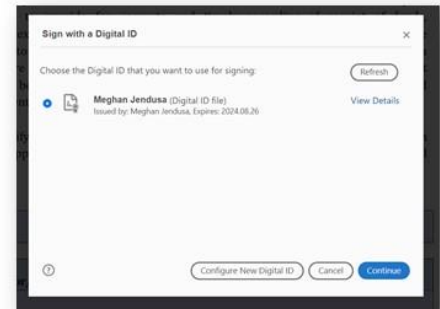 Sign with a Digital ID
Choose the Digital ID that you want to use for signing:
Refresh
Meghan Jendusa (Digital ID file)
Issued by: Meghan Jendusa, Expires: 2024.08.26
View Details
Configure New Digital ID
Cancel
Continue